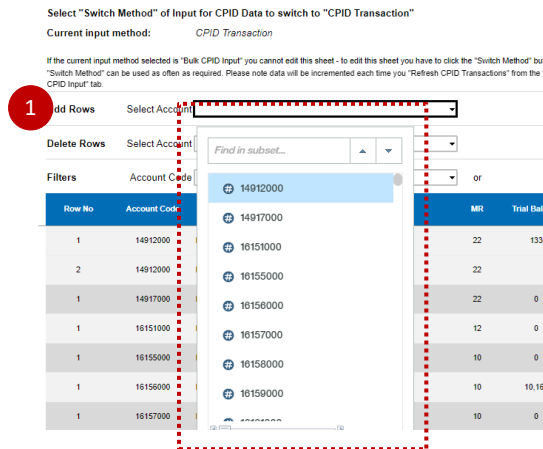 Select "Switch Method" of Input for CPID Data to switch to "CPID Transaction"
Current input method: CPID Transaction
If the current input method selected is "Bulk CPID Input" you cannot edit this sheet - to edit this sheet you have to click the "Switch Method" but
"Switch Method" can be used as often as required. Please note data will be incremented each time you "Refresh CPID Transactions" from the
CPID Input" tab.
1
dd Rows Select Account
Delete Rows Select Account
Find in subset...
Filters Account Code or
Row No Account Code MR Trial Bal
14912000
14917000
16151000
16155000
16156000
16157000
16158000
16159000
1 14912000 22 133
2 14912000 22
1 14917000 22 0
1 16151000 12 0
1 16155000 10 0
1 16156000 10 10,16
1 16157000 10 0